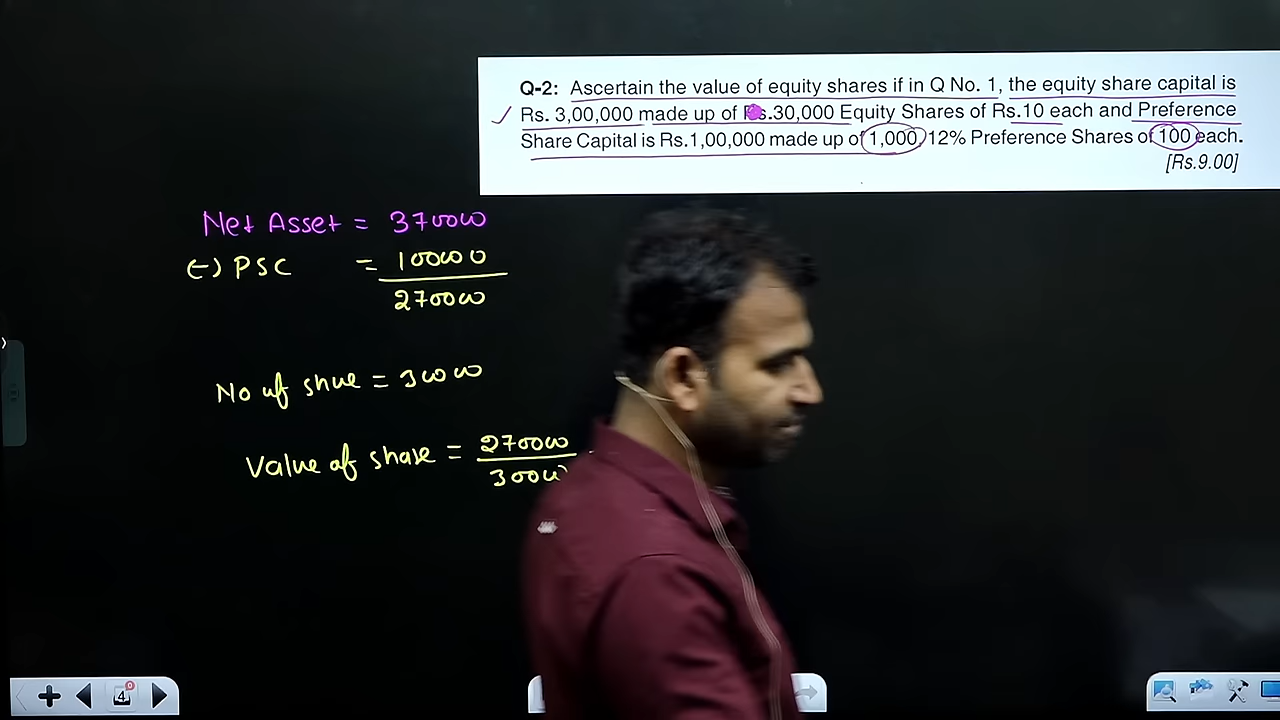 Q-2: Ascertain the value of equity shares if in Q No. 1, the equity share capital is
Rs. 3,00,000 made up of Rs.30,000 Equity Shares of Rs.10 each and Preference
Share Capital is Rs.1,00,000 made up of 1,000, 12% Preference Shares of 100 each.
[Rs.9.00]
Net Asset = 370000
(-) PSC = 100000
270000
No of share = 30000
Value of share = 270000
30000
4
0